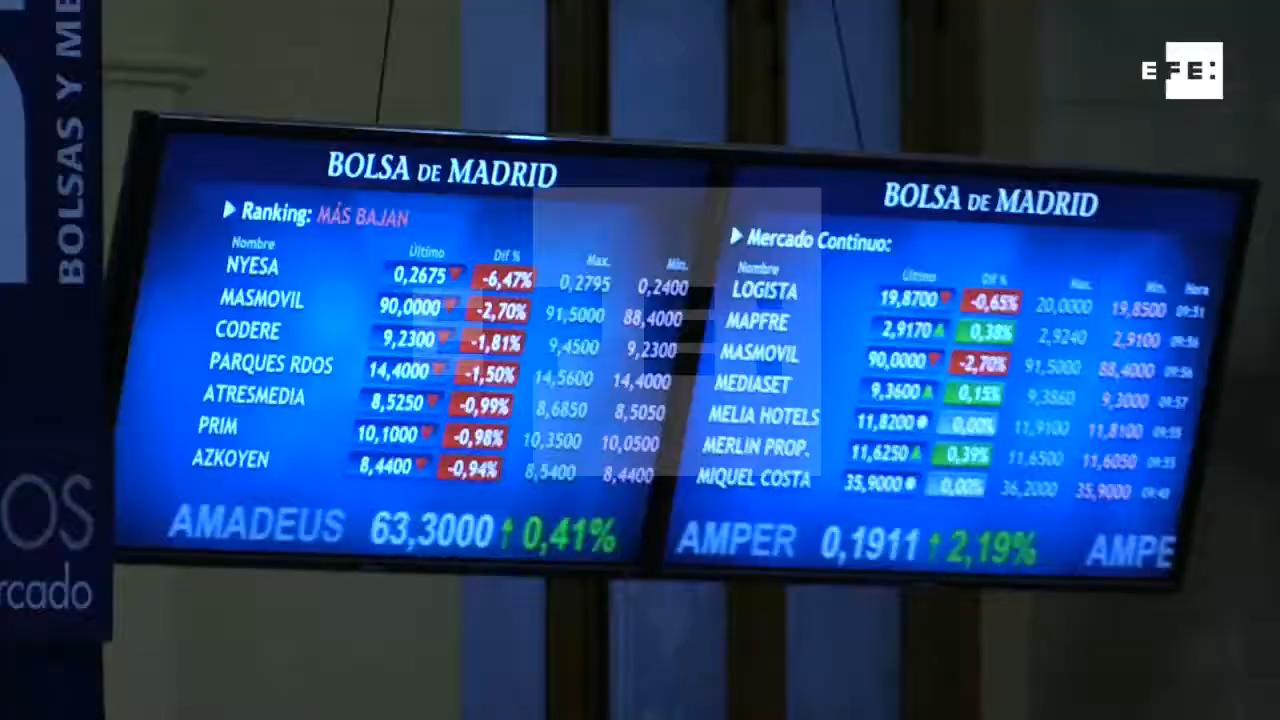 BOLSAS Y ME
OS
rcado
EFE:
BOLSA DE MADRID
Ranking: MÁS BAJAN
Nombre Último Dif % Max. Min.
NYESA 0,2675 -6,47% 0,2795 0,2400
MASMOVIL 90,0000 -2,70% 91,5000 88,4000
CODERE 9,2300 -1,81% 9,4500 9,2300
PARQUES RDOS 14,4000 -1,50% 14,5600 14,4000
ATRESMEDIA 8,5250 -0,99% 8,6850 8,5050
PRIM 10,1000 -0,98% 10,3500 10,0500
AZKOYEN 8,4400 -0,94% 8,5400 8,4400
AMADEUS 63,3000 ↑ 0,41%
BOLSA DE MADRID
Mercado Continuo:
Nombre Último Dif % Max. Min. Hora
LOGISTA 19,8700 -0,65% 20,0000 19,8500 09:51
MAPFRE 2,9170 0,38% 2,9240 2,9100 09:56
MASMOVIL 90,0000 -2,70% 91,5000 88,4000 09:56
MEDIASET 9,3600 0,15% 9,3860 9,3000 09:57
MELIA HOTELS 11,8200 0,00% 11,9100 11,8100 09:55
MERLIN PROP. 11,6250 0,39% 11,6500 11,6050 09:55
MIQUEL COSTA 35,9000 0,00% 36,2000 35,9000
AMPER 0,1911 ↑ 2,19% AMPE